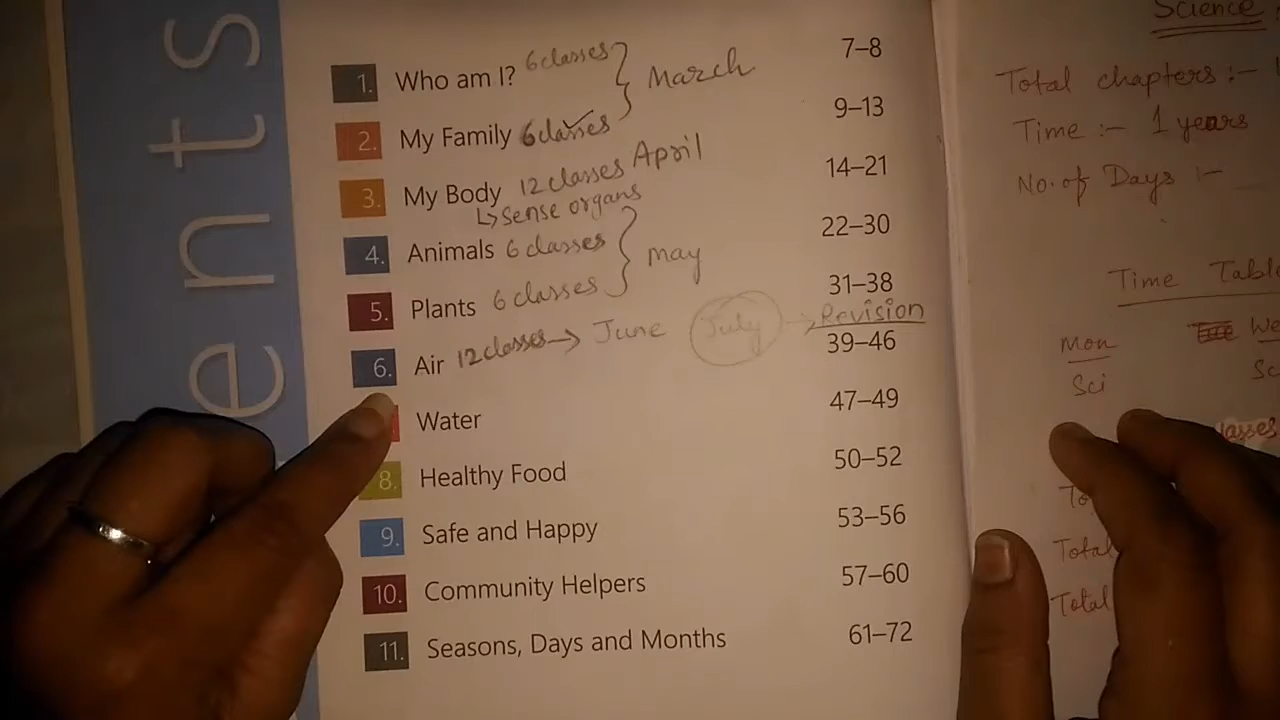 ents
1. Who am I? 6 classes } March 7–8
2. My Family 6 classes 9–13
3. My Body 12 classes April 14–21
↳ Sense organs
4. Animals 6 classes } may 22–30
5. Plants 6 classes 31–38
6. Air 12 classes → June July → Revision 39–46
Water 47–49
8. Healthy Food 50–52
9. Safe and Happy 53–56
10. Community Helpers 57–60
11. Seasons, Days and Months 61–72
Science
Total chapters :–
Time :– 1 years
No. of Days :–
Time Table
Mon
Sci
Total
Total